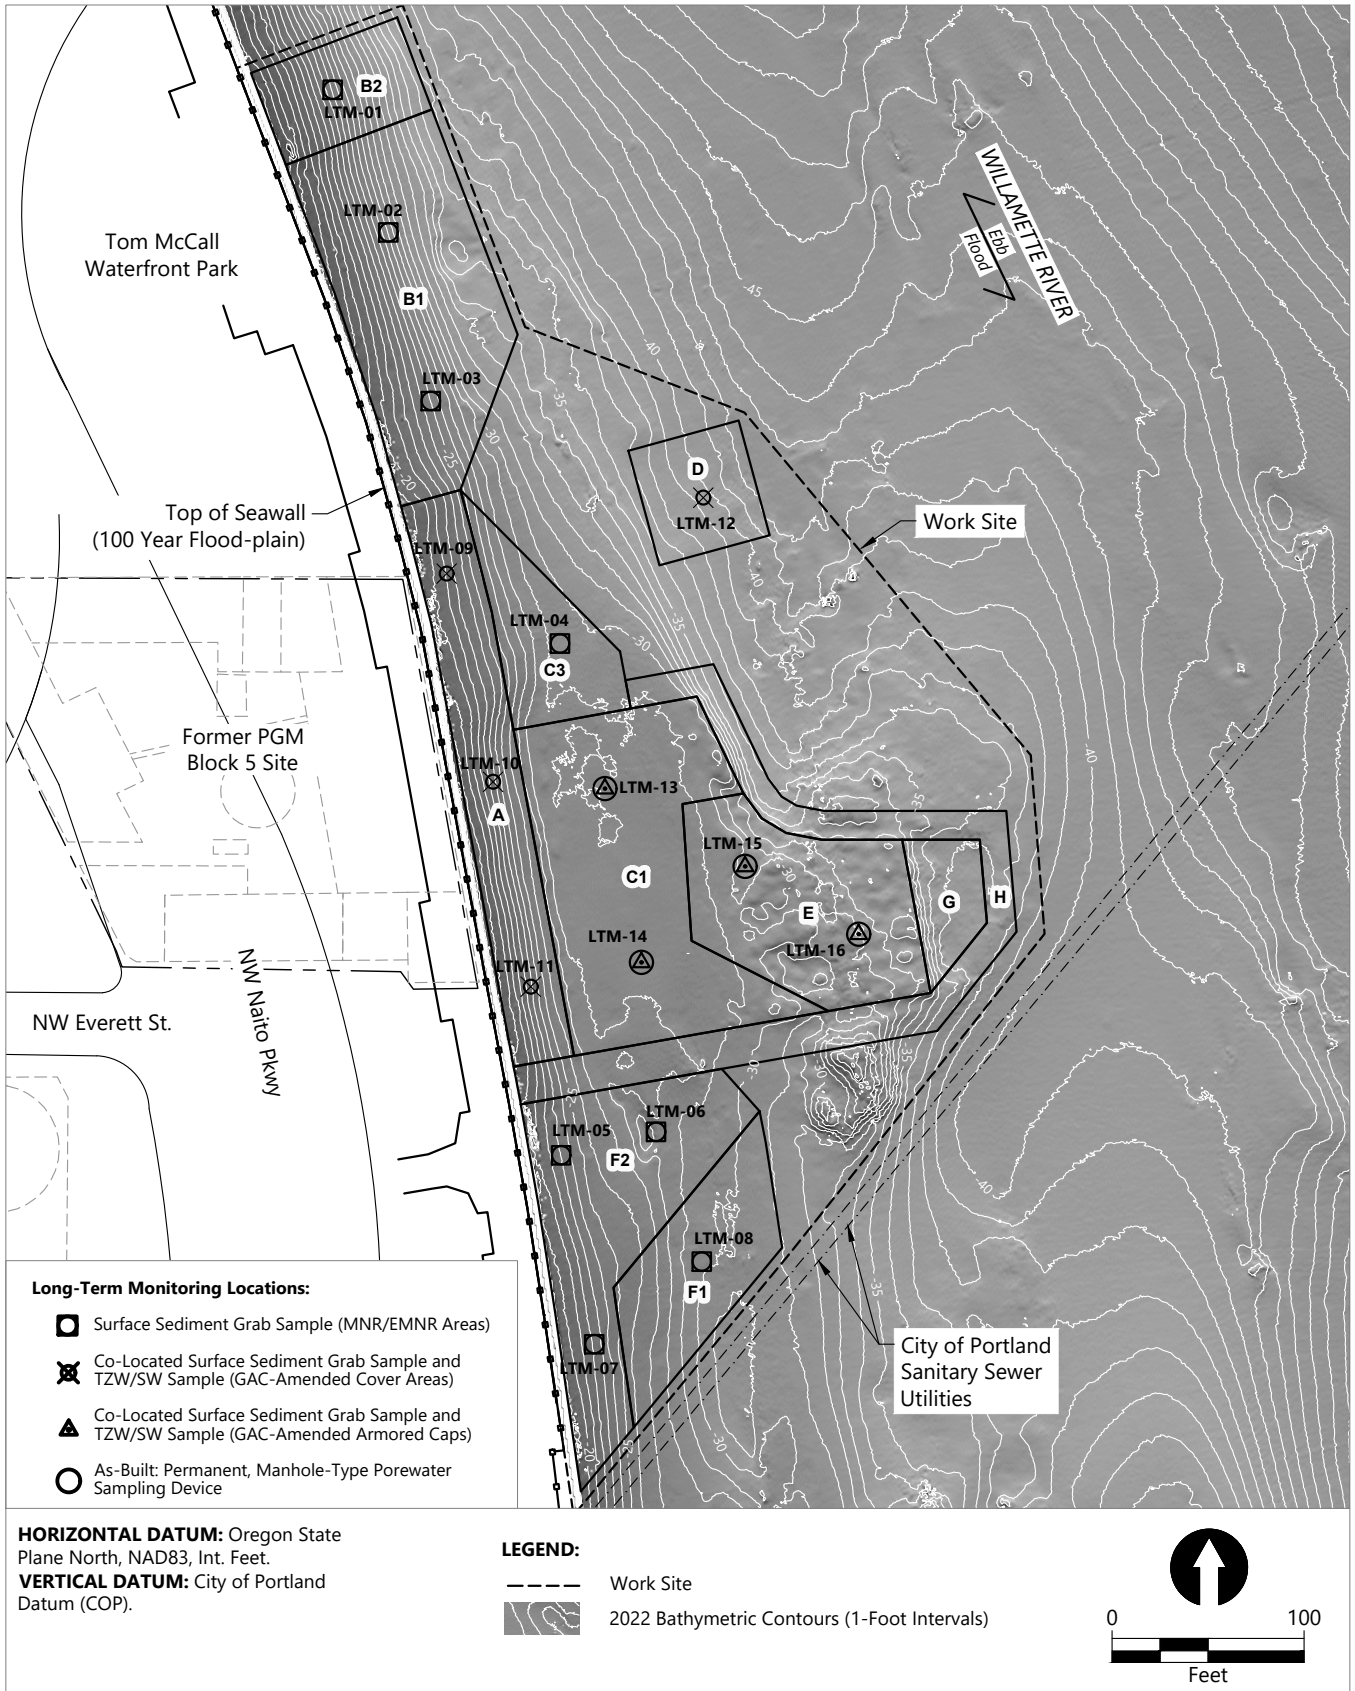 B2
LTM-01
LTM-02
Tom McCall
Waterfront Park
B1
WILLAMETTE RIVER
Ebb
Flood
-45
-40
-35
LTM-03
-30
-25
-20
D
LTM-12
Top of Seawall
(100 Year Flood-plain)
Work Site
LTM-09
-40
-35
LTM-04
-30
C3
Former PGM
Block 5 Site
LTM-10
LTM-13
A
-40
-35
LTM-15
-30
C1
E
G
H
LTM-14
LTM-16
LTM-11
NW Everett St.
NW Naito Pkwy
-35
-30
-30
-25
LTM-06
LTM-05
F2
-40
LTM-08
F1
-35
LTM-07
City of Portland
Sanitary Sewer
Utilities
-30
-25
-20
Long-Term Monitoring Locations:
Surface Sediment Grab Sample (MNR/EMNR Areas)
Co-Located Surface Sediment Grab Sample and
TZW/SW Sample (GAC-Amended Cover Areas)
Co-Located Surface Sediment Grab Sample and
TZW/SW Sample (GAC-Amended Armored Caps)
As-Built: Permanent, Manhole-Type Porewater
Sampling Device
HORIZONTAL DATUM: Oregon State
Plane North, NAD83, Int. Feet.
VERTICAL DATUM: City of Portland
Datum (COP).
LEGEND:
Work Site
2022 Bathymetric Contours (1-Foot Intervals)
0 100
Feet